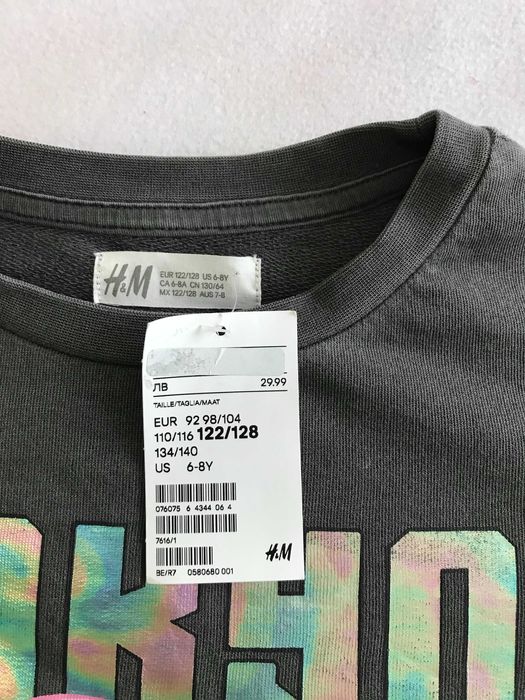 H&M
EUR 122/128 US 6-8Y
CA 6-8A CN 130/64
MX 122/128 AUS 7-8
ЛВ 29.99
TAILLE/TAGLIA/MAAT
EUR 92 98/104
110/116 122/128
134/140
US 6-8Y
076075 6 4344 06 4
7616/1
H&M
BE/R7 0580680 001